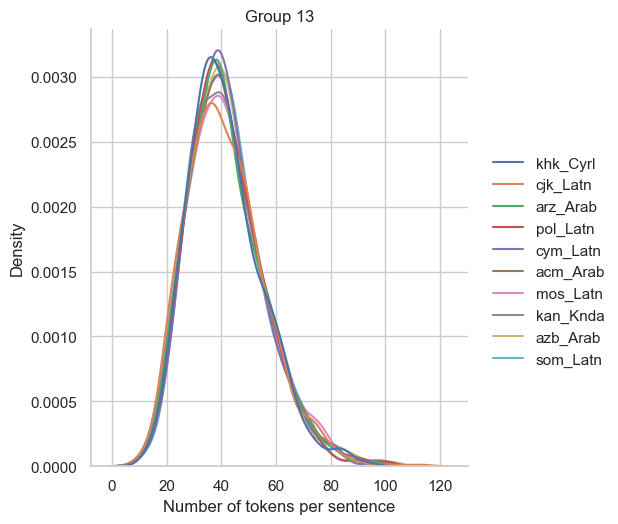 Group 13
0.0030
0.0025
0.0020
0.0015
0.0010
0.0005
0.0000
Density
0 20 40 60 80 100 120
Number of tokens per sentence
khk_Cyrl
cjk_Latn
arz_Arab
pol_Latn
cym_Latn
acm_Arab
mos_Latn
kan_Knda
azb_Arab
som_Latn